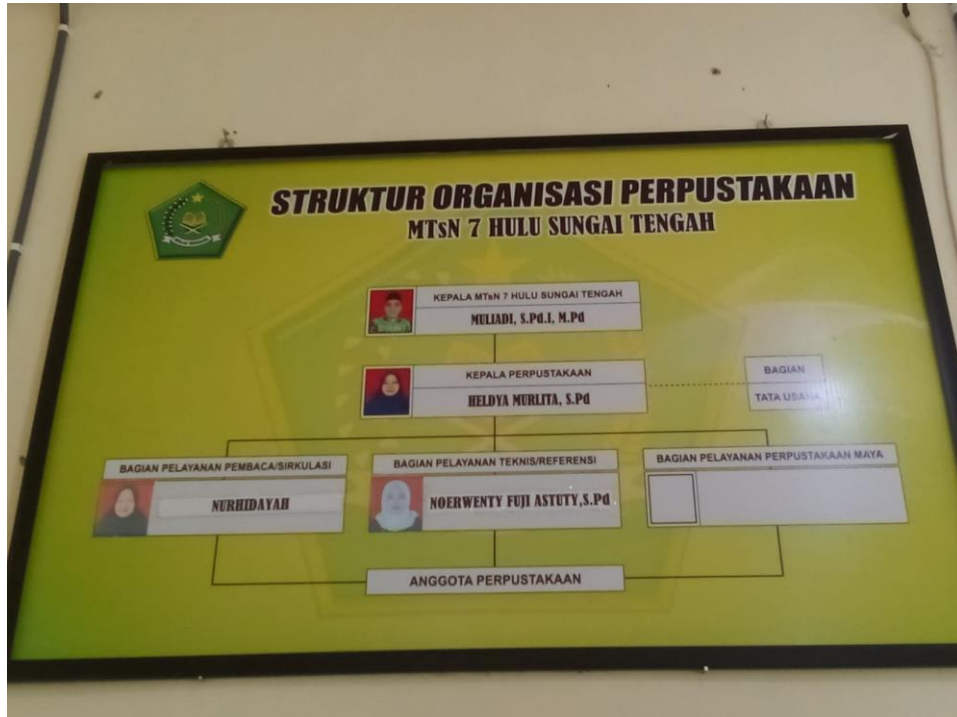 STRUKTUR ORGANISASI PERPUSTAKAAN
MTsN 7 HULU SUNGAI TENGAH
KEPALA MTsN 7 HULU SUNGAI TENGAH
MULIADI, S.Pd.I, M.Pd
KEPALA PERPUSTAKAAN
HELDYA MURLITA, S.Pd
BAGIAN
TATA USAHA
BAGIAN PELAYANAN PEMBACA/SIRKULASI
NURHIDAYAH
BAGIAN PELAYANAN TEKNIS/REFERENSI
NOERWENTY FUJI ASTUTY,S.Pd
BAGIAN PELAYANAN PERPUSTAKAAN MAYA
ANGGOTA PERPUSTAKAAN